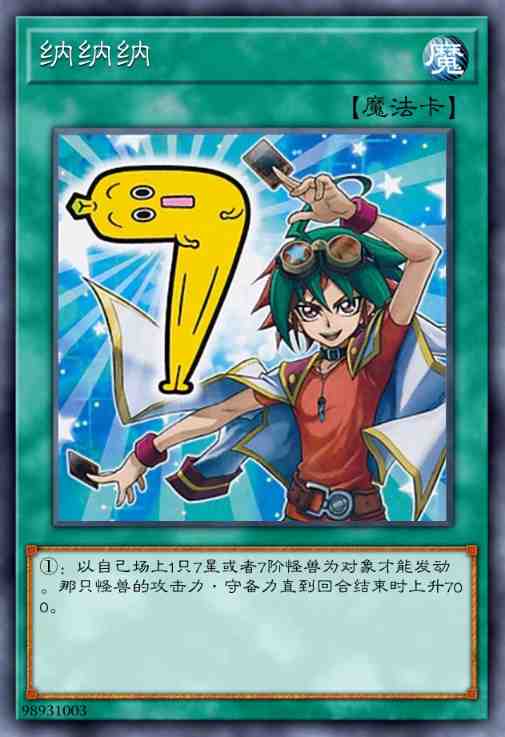 纳纳纳
魔
【魔法卡】
①：以自己场上1只7星或者7阶怪兽为对象才能发动
。那只怪兽的攻击力·守备力直到回合结束时上升70
0。
98931003